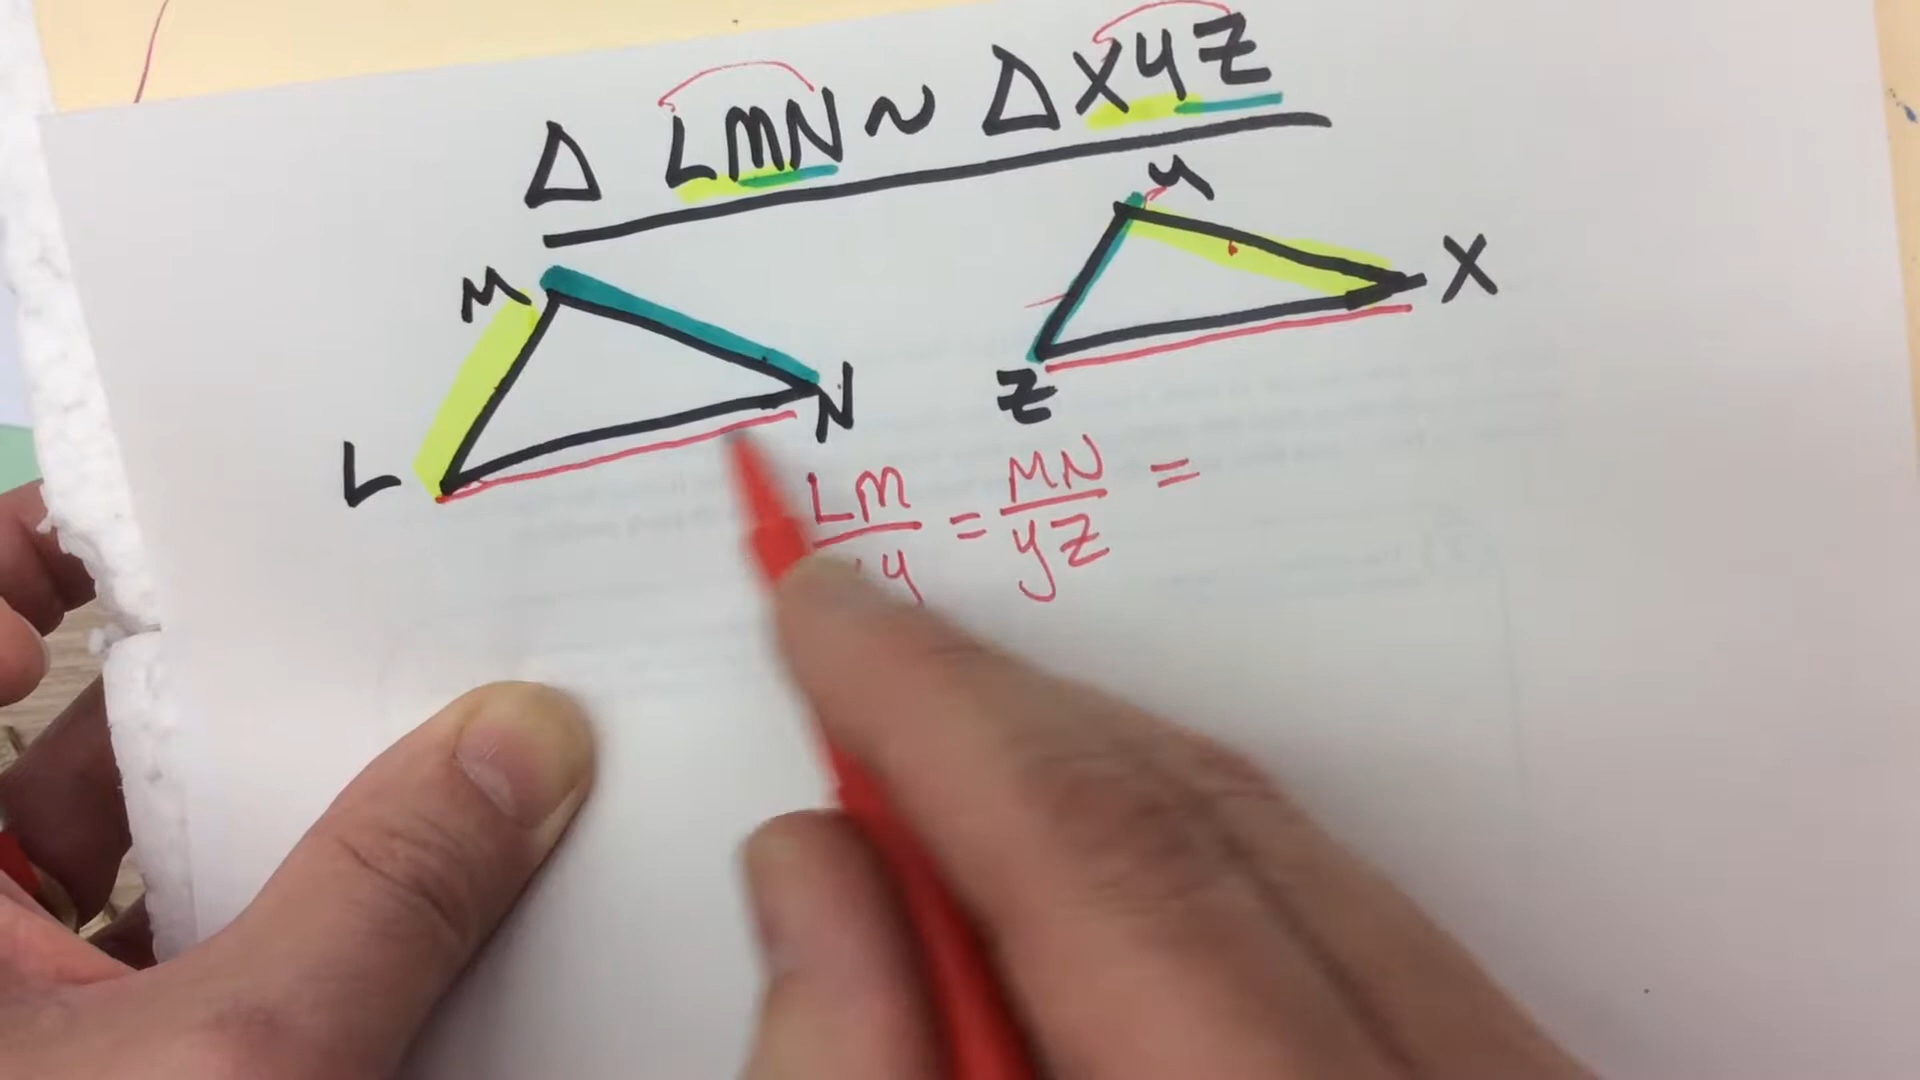 Δ LMN ~ Δ XYZ
M
Y
X
N
Z
L
LM/ = MN/YZ =